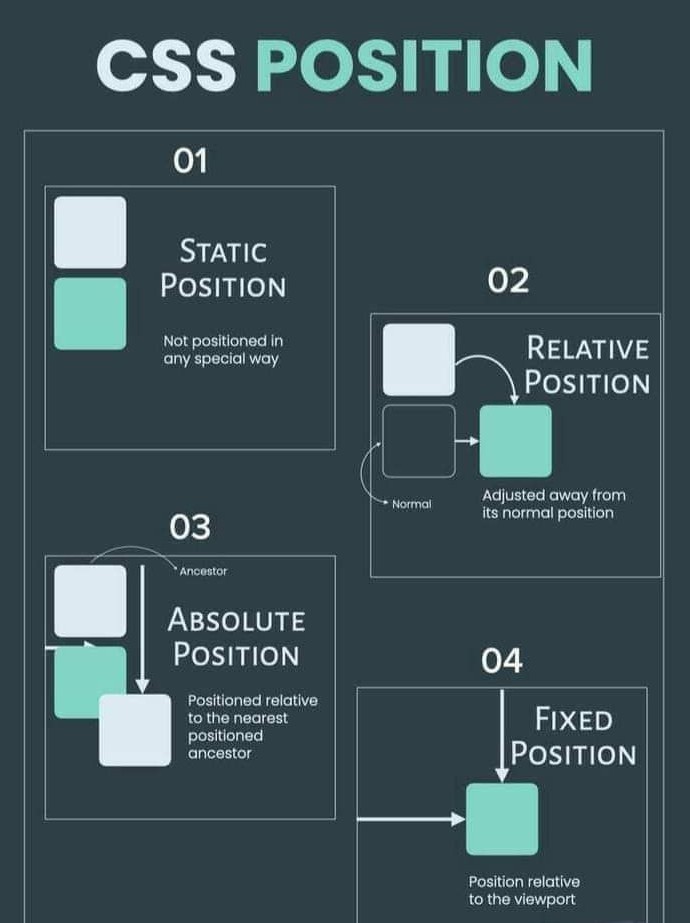 CSS POSITION
01
STATIC
POSITION
Not positioned in
any special way
02
RELATIVE
POSITION
Normal
Adjusted away from
its normal position
03
Ancestor
ABSOLUTE
POSITION
Positioned relative
to the nearest
positioned
ancestor
04
FIXED
POSITION
Position relative
to the viewport